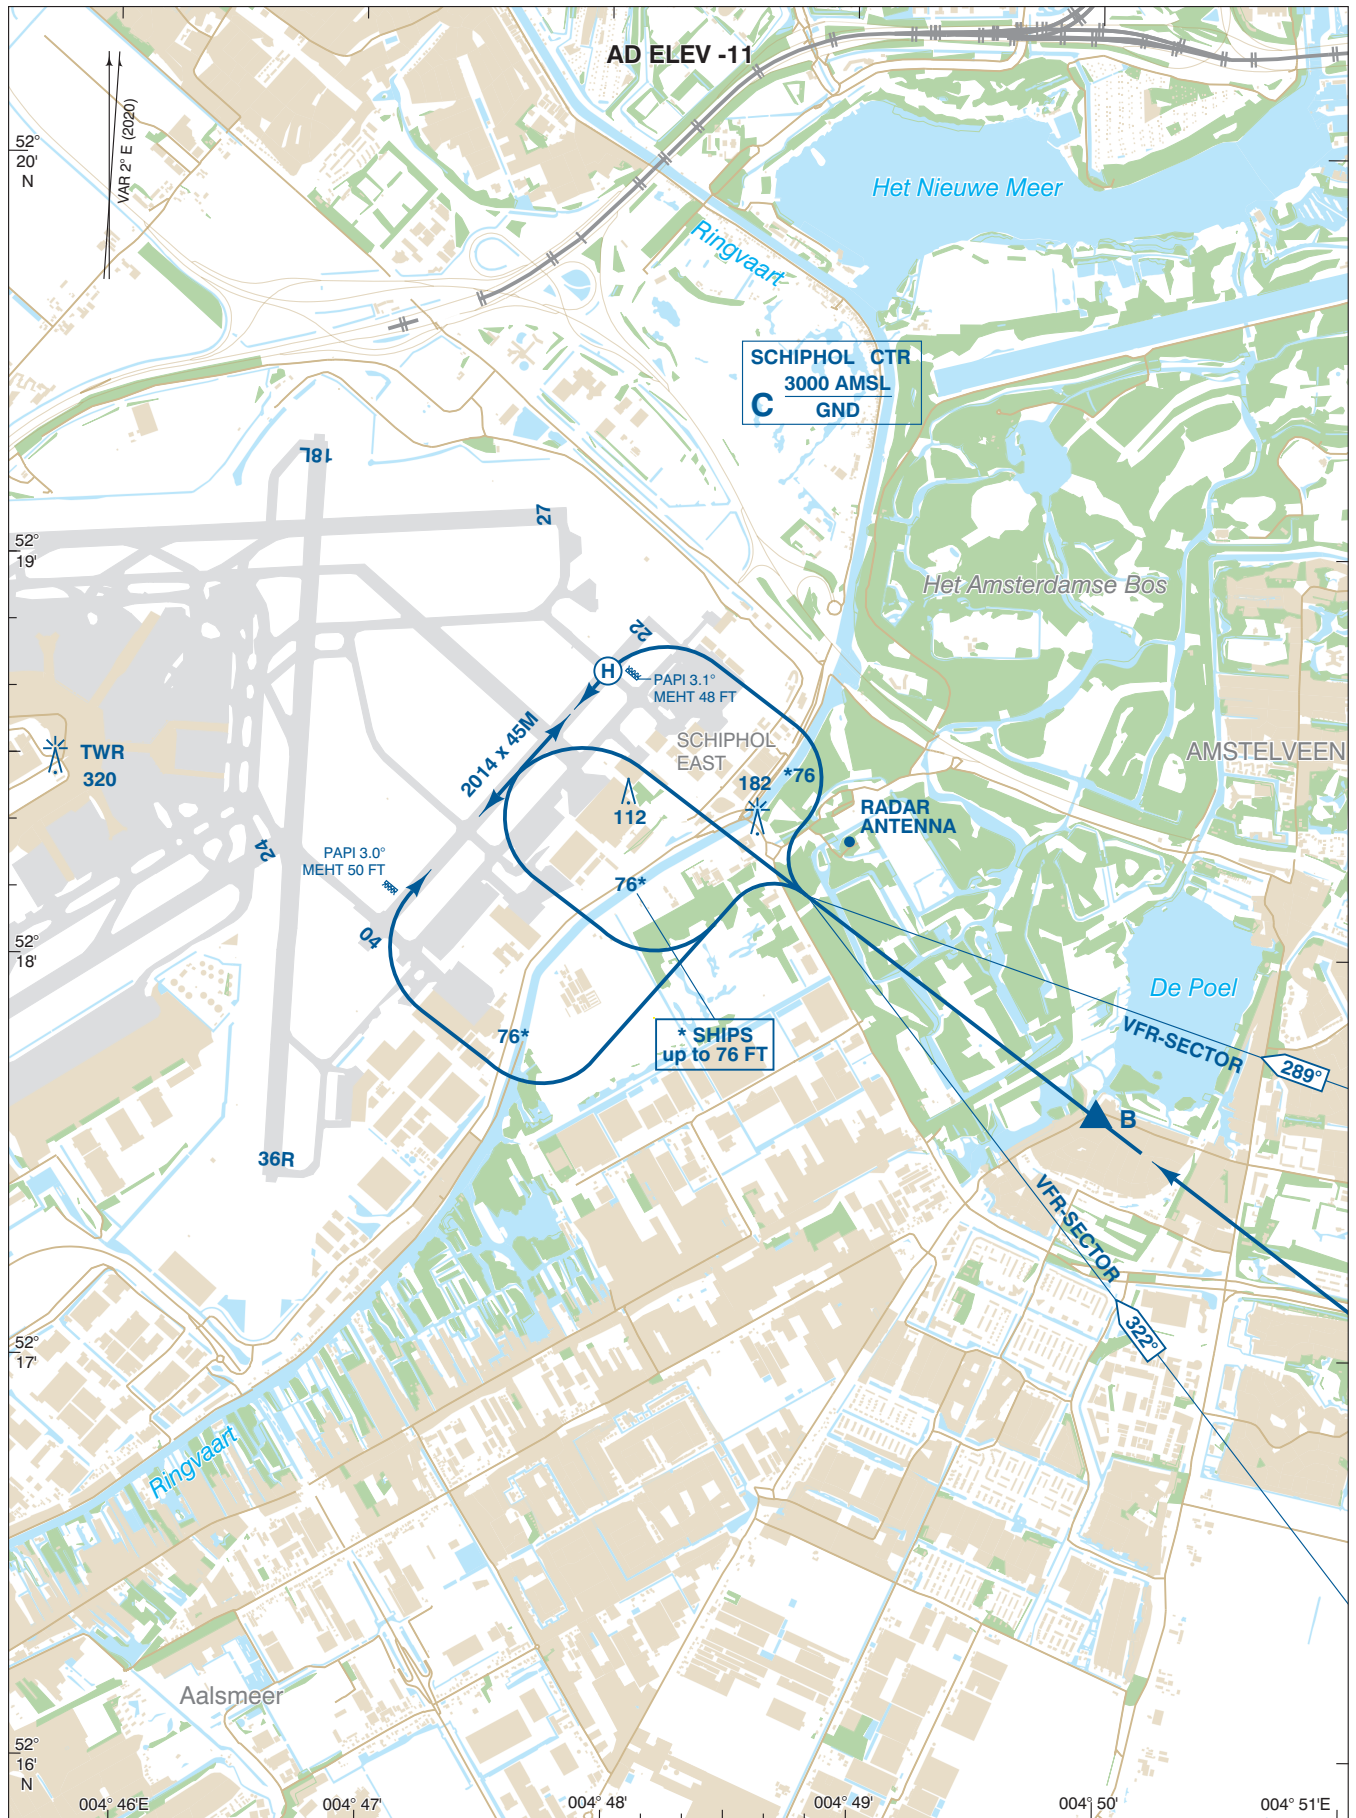 AD ELEV -11
52°
20'
N
VAR 2° E (2020)
Het Nieuwe Meer
Ringvaart
SCHIPHOL CTR
3000 AMSL
C
GND
18L
27
52°
19'
Het Amsterdamse Bos
22
H
PAPI 3.1°
MEHT 48 FT
2014 x 45M
SCHIPHOL
EAST
AMSTELVEEN
TWR
320
182
*76
112
RADAR
ANTENNA
24
PAPI 3.0°
MEHT 50 FT
76*
04
52°
18'
De Poel
VFR-SECTOR
289°
76*
* SHIPS
up to 76 FT
B
36R
VFR-SECTOR
322°
52°
17'
Ringvaart
Aalsmeer
52°
16'
N
004° 46'E
004° 47'
004° 48'
004° 49'
004° 50'
004° 51'E